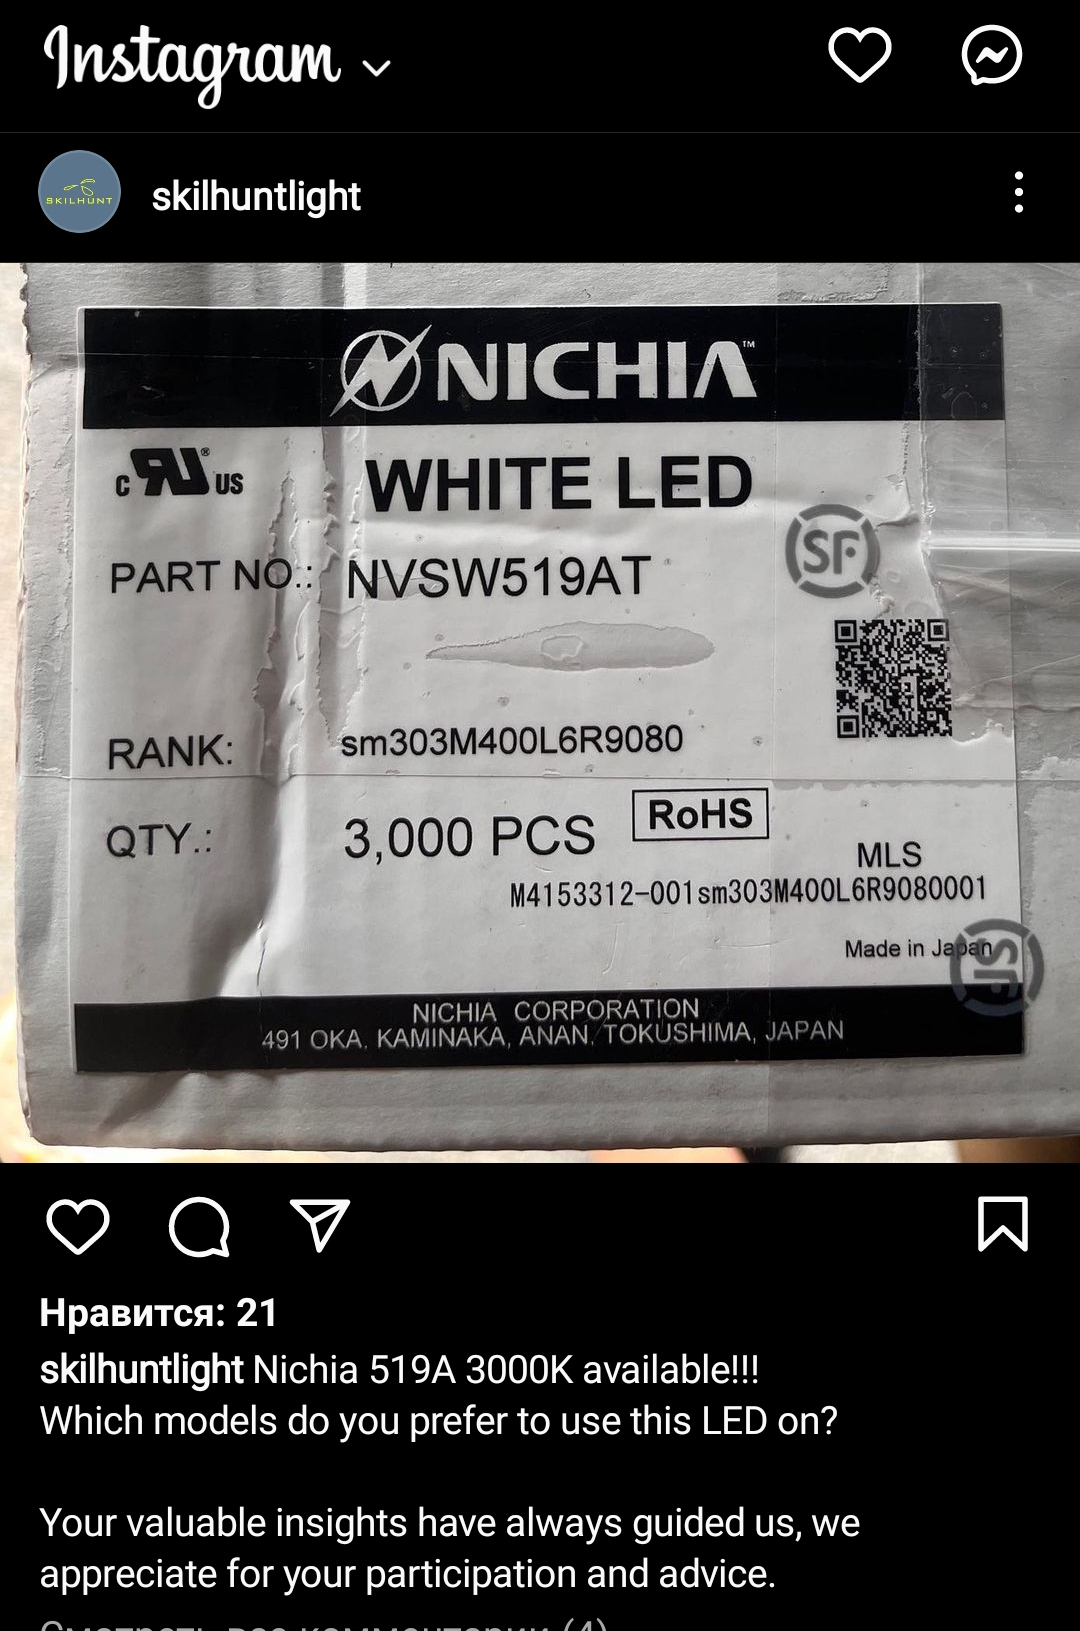 Instagram
SKILHUNT
skilhuntlight
NICHIA™
c RU® US
WHITE LED
SF
PART NO.: NVSW519AT
RANK: sm303M400L6R9080
QTY.: 3,000 PCS
RoHS
MLS
M4153312-001sm303M400L6R9080001
Made in Japan
SF
NICHIA CORPORATION
491 OKA, KAMINAKA, ANAN, TOKUSHIMA, JAPAN
Нравится: 21
skilhuntlight Nichia 519A 3000K available!!!
Which models do you prefer to use this LED on?
Your valuable insights have always guided us, we
appreciate for your participation and advice.